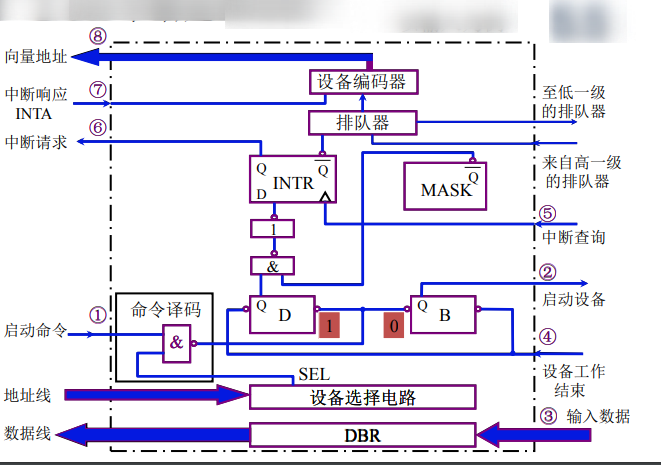 ⑧
向量地址
设备编码器
中断响应
INTA
⑦
至低一级
的排队器
中断请求
⑥
排队器
来自高一级
的排队器
Q
Q
D
INTR
MASK
Q
⑤
中断查询
1
&
①
启动命令
命令译码
&
Q
D
1
0
Q
B
②
启动设备
④
设备工作
结束
SEL
地址线
设备选择电路
数据线
DBR
③ 输入数据